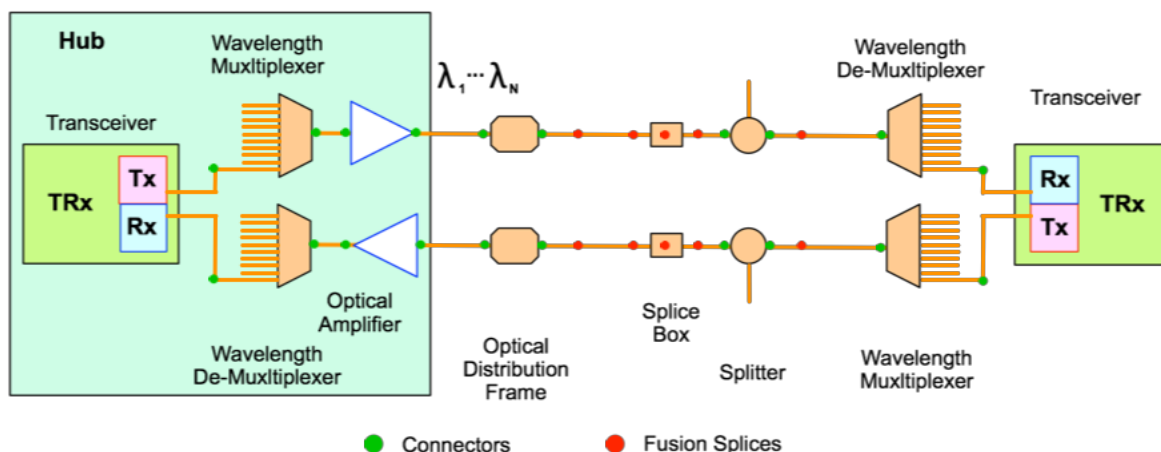 Hub
Wavelength
Muxltiplexer
λ₁...λ_N
Wavelength
De-Muxltiplexer
Transceiver
Transceiver
TRx
Tx
Rx
Rx
Tx
TRx
Optical
Amplifier
Wavelength
De-Muxltiplexer
Optical
Distribution
Frame
Splice
Box
Splitter
Wavelength
Muxltiplexer
Connectors
Fusion Splices